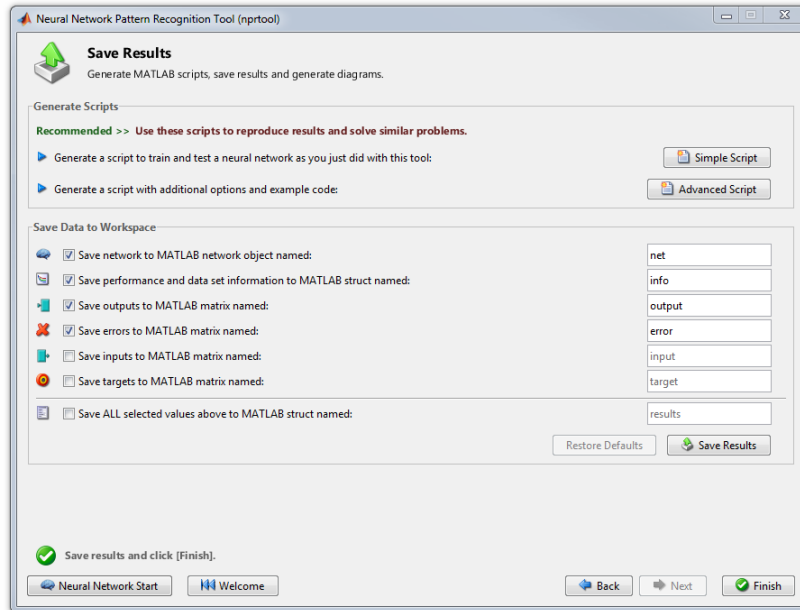 Neural Network Pattern Recognition Tool (nprtool)
Save Results
Generate MATLAB scripts, save results and generate diagrams.
Generate Scripts
Recommended >> Use these scripts to reproduce results and solve similar problems.
Generate a script to train and test a neural network as you just did with this tool: Simple Script
Generate a script with additional options and example code: Advanced Script
Save Data to Workspace
Save network to MATLAB network object named: net
Save performance and data set information to MATLAB struct named: info
Save outputs to MATLAB matrix named: output
Save errors to MATLAB matrix named: error
Save inputs to MATLAB matrix named: input
Save targets to MATLAB matrix named: target
Save ALL selected values above to MATLAB struct named: results
Restore Defaults Save Results
Save results and click [Finish].
Neural Network Start Welcome Back Next Finish